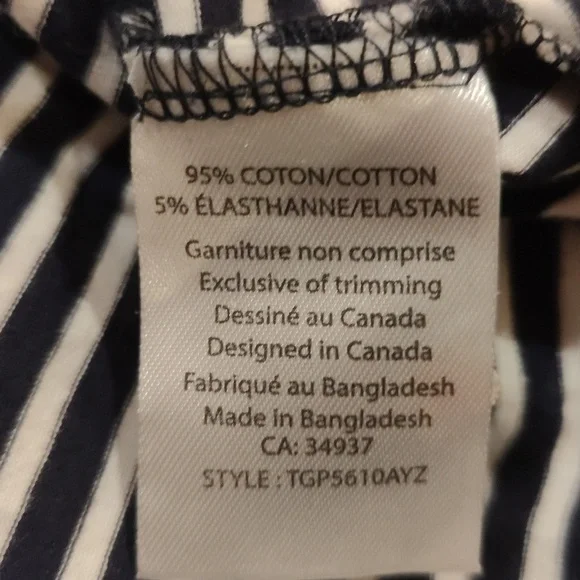 95% COTON/COTTON
5% ÉLASTHANNE/ELASTANE
Garniture non comprise
Exclusive of trimming
Dessiné au Canada
Designed in Canada
Fabriqué au Bangladesh
Made in Bangladesh
CA: 34937
STYLE : TGP5610AYZ